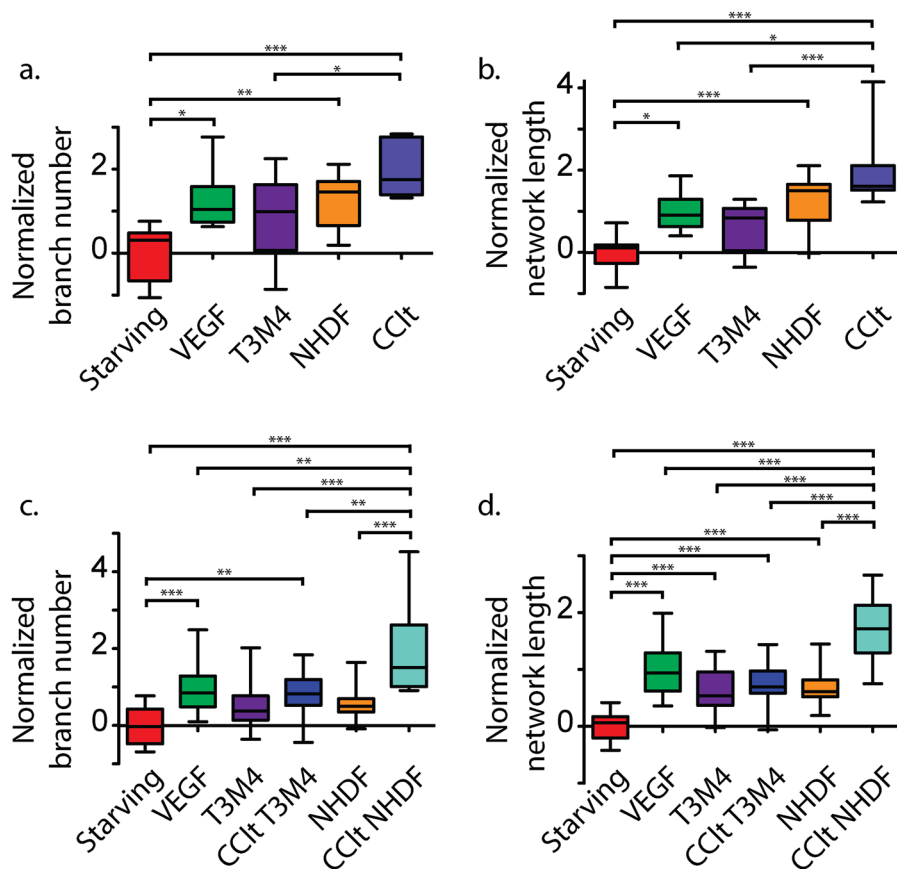 a.
***
*
**
*
Normalized
branch number
2
0
Starving
VEGF
T3M4
NHDF
CCIt
b.
***
*
***
***
*
Normalized
network length
4
2
0
Starving
VEGF
T3M4
NHDF
CCIt
c.
***
**
***
**
***
**
***
Normalized
branch number
4
2
0
Starving
VEGF
T3M4
CCIt T3M4
NHDF
CCIt NHDF
d.
***
***
***
***
***
***
***
***
***
Normalized
network length
2
0
Starving
VEGF
T3M4
CCIt T3M4
NHDF
CCIt NHDF